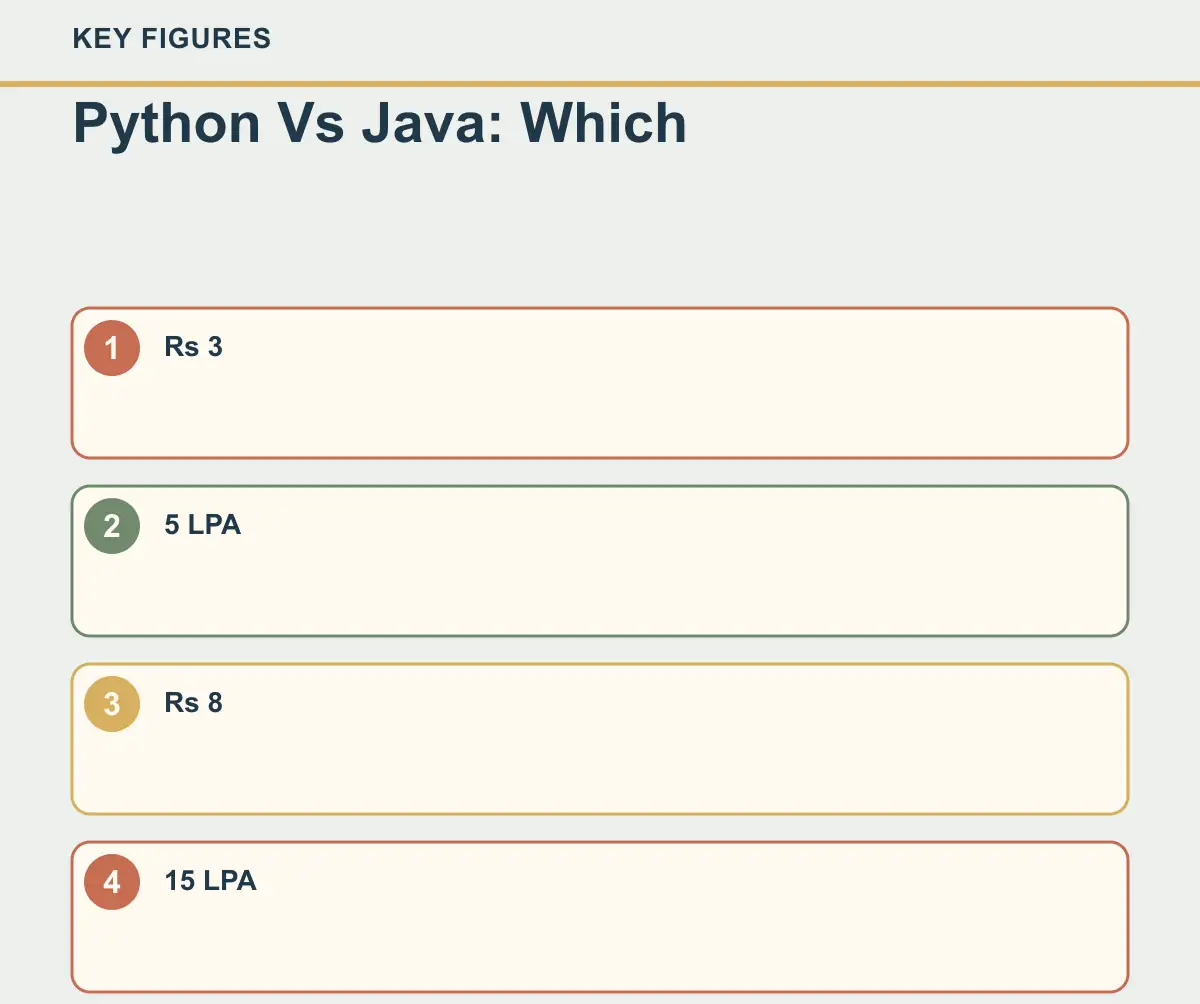 KEY FIGURES
Python Vs Java: Which
1 Rs 3
2 5 LPA
3 Rs 8
4 15 LPA